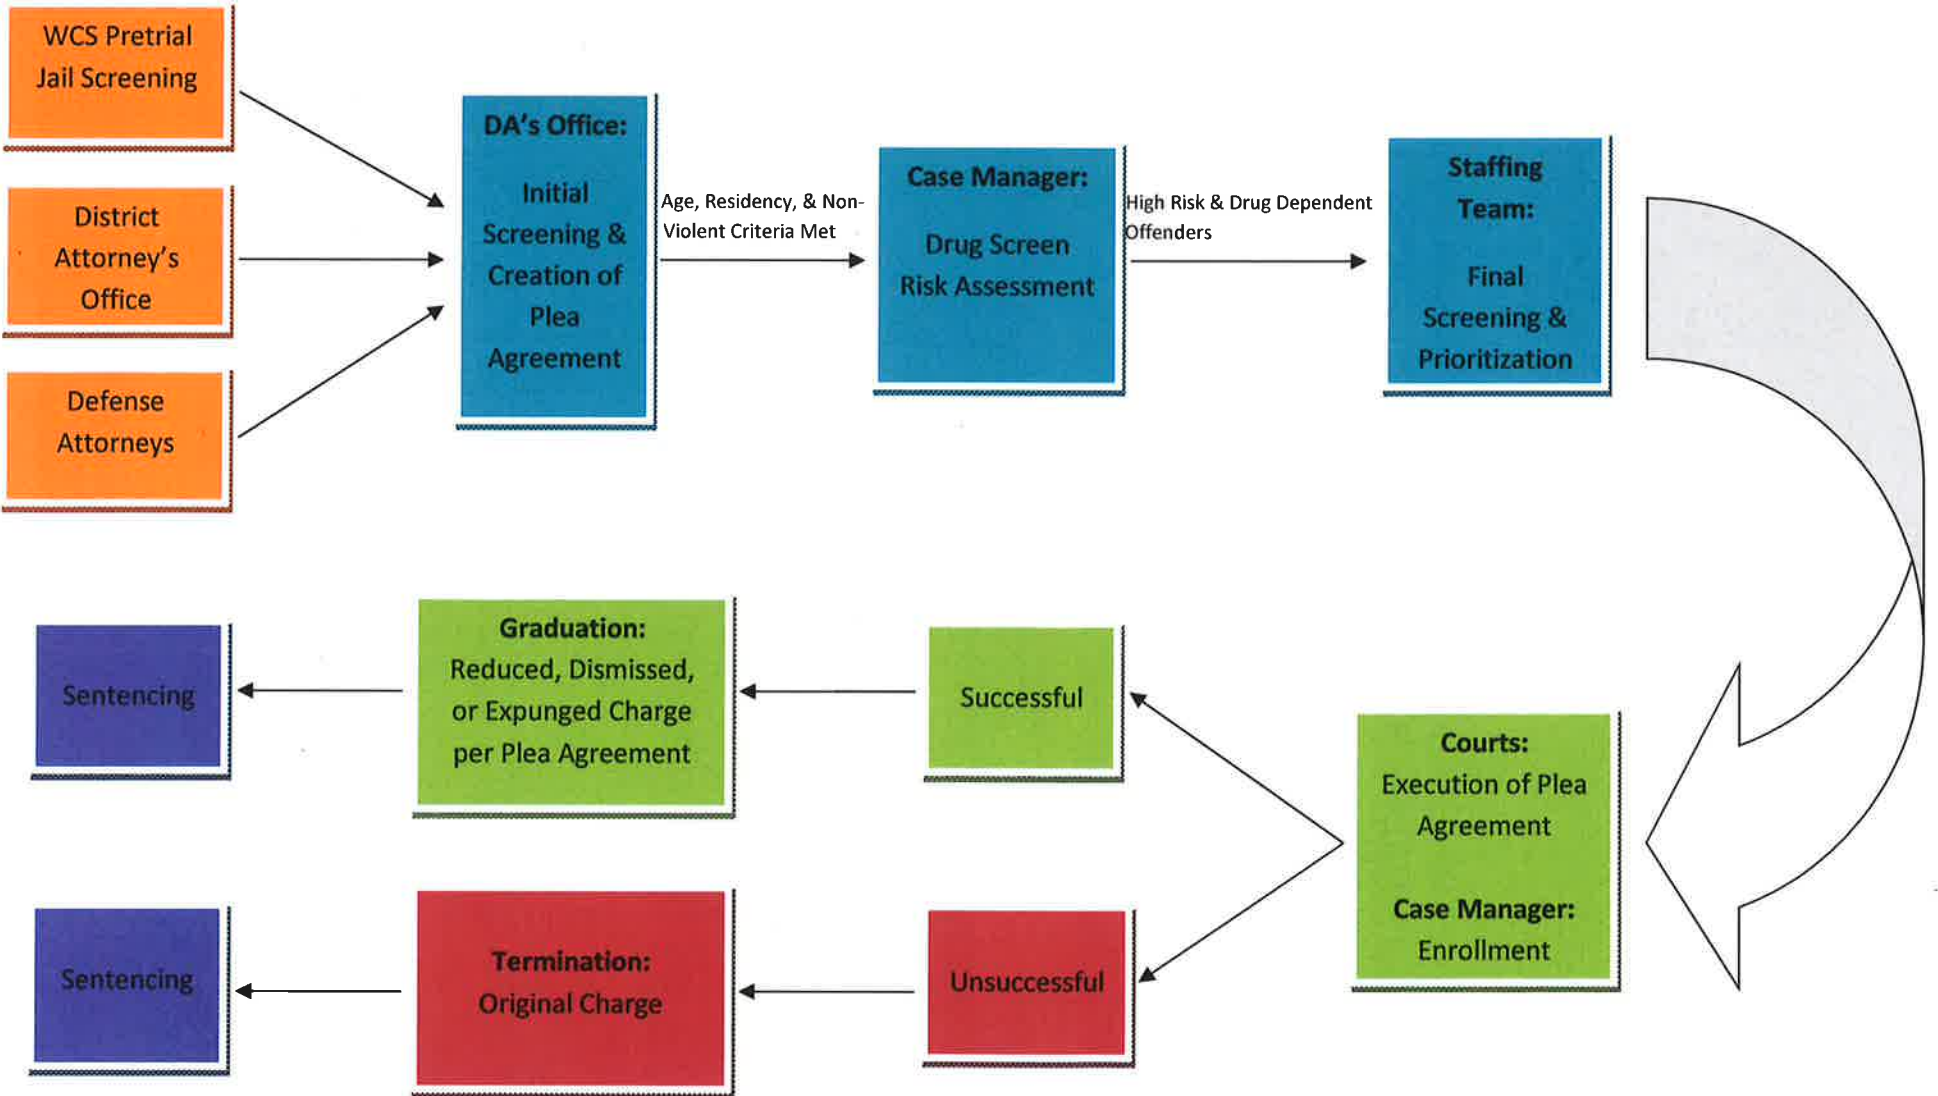 WCS Pretrial
Jail Screening
District
Attorney's
Office
Defense
Attorneys
DA's Office:
Initial
Screening &
Creation of
Plea
Agreement
Age, Residency, & Non-
Violent Criteria Met
Case Manager:
Drug Screen
Risk Assessment
High Risk & Drug Dependent
Offenders
Staffing
Team:
Final
Screening &
Prioritization
Courts:
Execution of Plea
Agreement
Case Manager:
Enrollment
Successful
Graduation:
Reduced, Dismissed,
or Expunged Charge
per Plea Agreement
Sentencing
Unsuccessful
Termination:
Original Charge
Sentencing